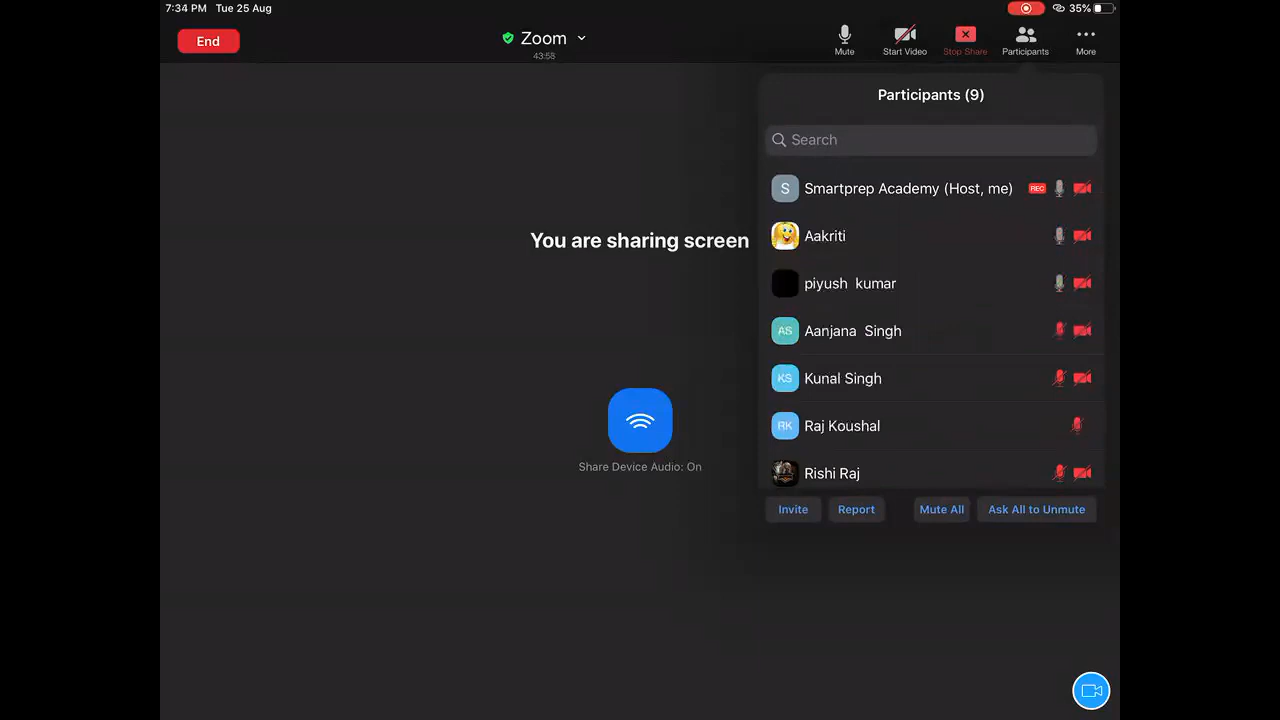 7:34 PM Tue 25 Aug
35%
End
Zoom
43:58
Mute
Start Video
Stop Share
Participants
More
Participants (9)
Search
S Smartprep Academy (Host, me) REC
Aakriti
You are sharing screen
piyush kumar
AS Aanjana Singh
KS Kunal Singh
RK Raj Koushal
Share Device Audio: On
Rishi Raj
Invite
Report
Mute All
Ask All to Unmute